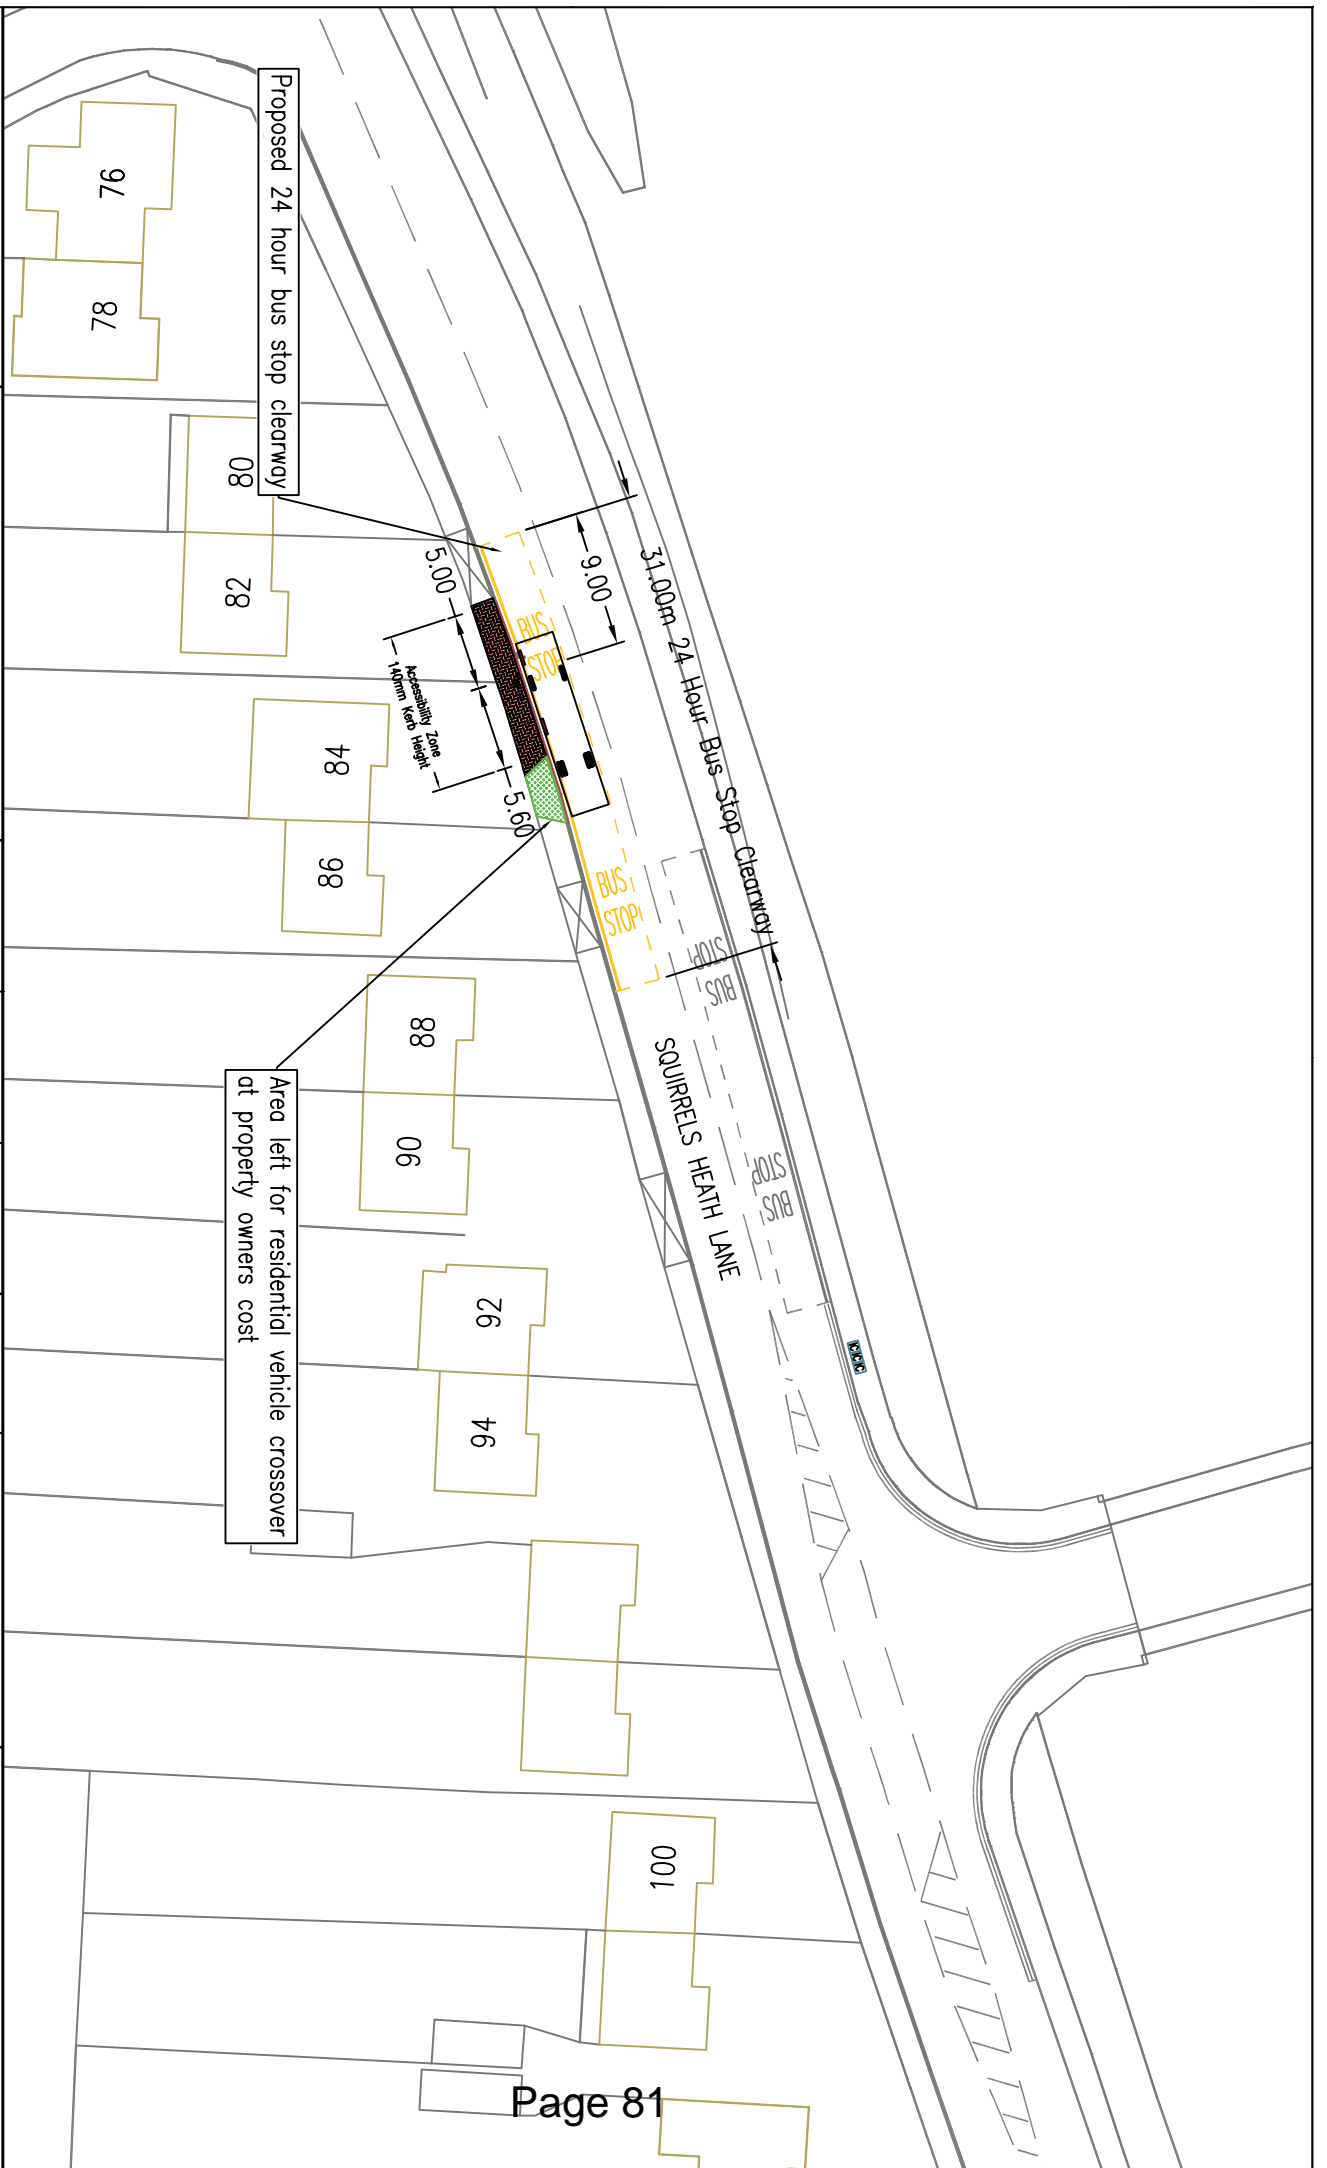 Proposed 24 hour bus stop clearway
31.00m 24 Hour Bus Stop Clearway
9.00
5.00
5.60
Accessibility Zone
140mm Kerb Height
BUS
STOP
BUS
STOP
BUS
STOP
BUS
STOP
SQUIRRELS HEATH LANE
Area left for residential vehicle crossover
at property owners cost
76
78
80
82
84
86
88
90
92
94
100
Page 81